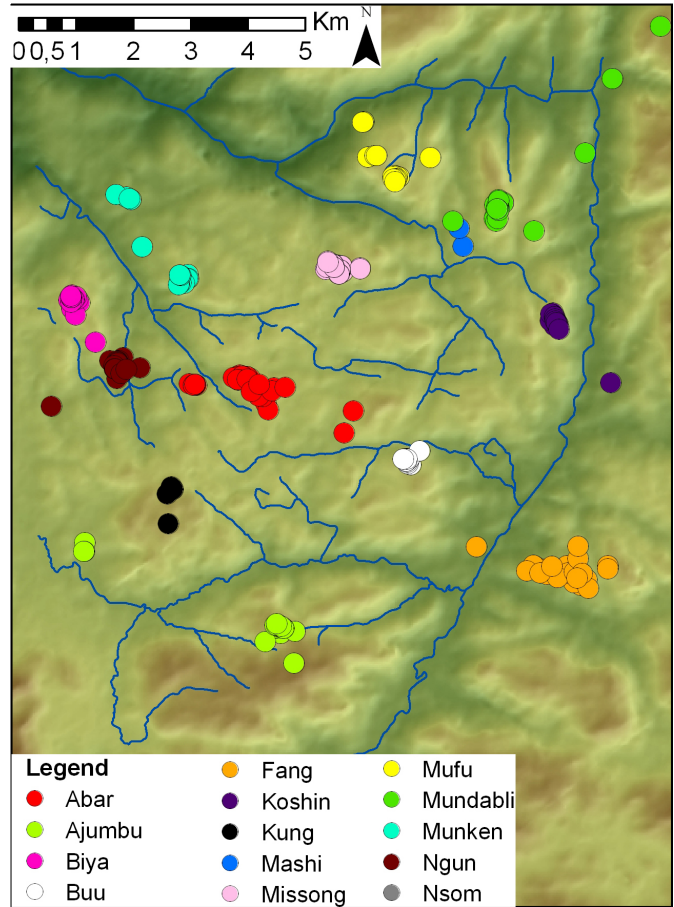 N
Km
0 0,5 1 2 3 4 5
Legend
Abar
Ajumbu
Biya
Buu
Fang
Koshin
Kung
Mashi
Missong
Mufu
Mundabli
Munken
Ngun
Nsom